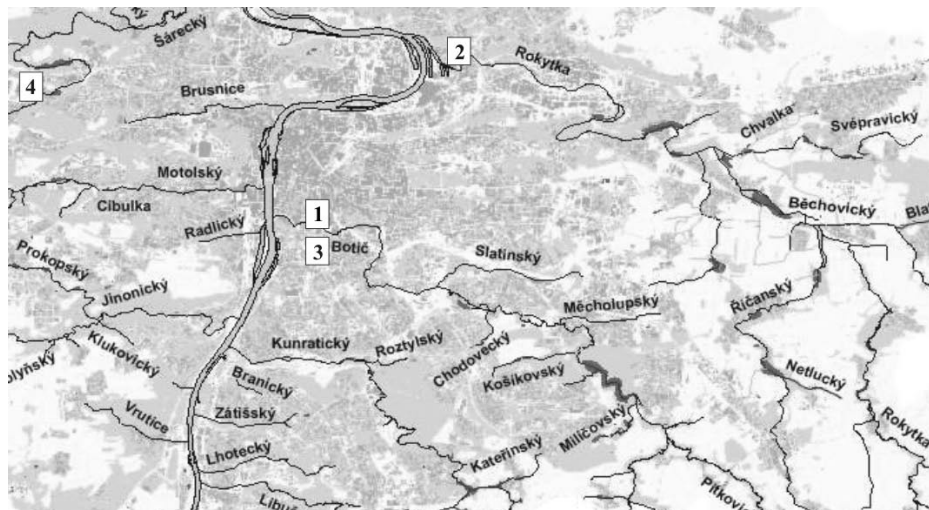 Šárecký
2
Rokytka
4
Brusnice
Chvalka
Svépravický
Motolský
Cibulka
1
Běchovický
Radlický
3
Botič
Slatinský
Prokopský
Jinonický
Měcholupský
Říčanský
Klukovický
Kunratický
Roztylský
Chodovecký
Košíkovský
Branický
Netlucký
Vrutice
Zátišský
Miličovský
Rokytka
Lhotecký
Kateřinský